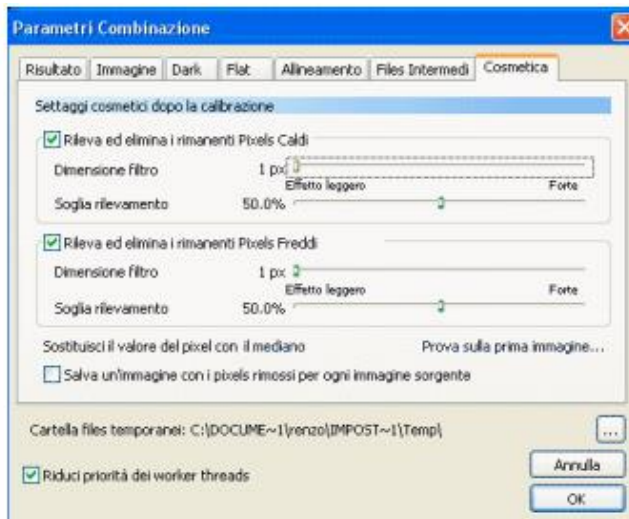 Parametri Combinazione
Risultato Immagine Dark Flat Allineamento Files Intermedi Cosmetica
Settaggi cosmetici dopo la calibrazione
Rileva ed elimina i rimanenti Pixels Caldi
Dimensione filtro 1 px
Effetto leggero Forte
Soglia rilevamento 50.0%
Rileva ed elimina i rimanenti Pixels Freddi
Dimensione filtro 1 px
Effetto leggero Forte
Soglia rilevamento 50.0%
Sostituisci il valore del pixel con il mediano Prova sulla prima immagine...
Salva un'immagine con i pixels rimossi per ogni immagine sorgente
Cartella files temporanei: C:\DOCUME~1\renzo\IMPOST~1\Temp\ ...
Riduci priorità dei worker threads
Annulla
OK